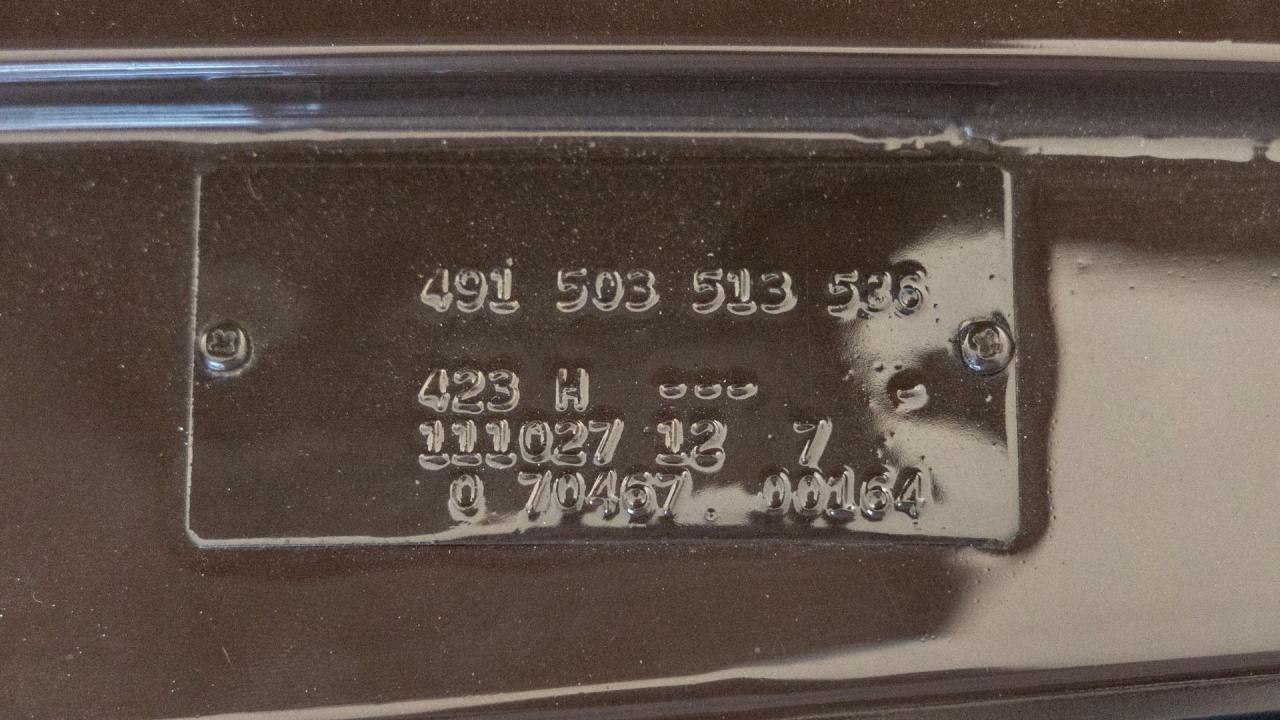 491 503 513 536
423 H --- -
111027 12 7
0 70467. 00164